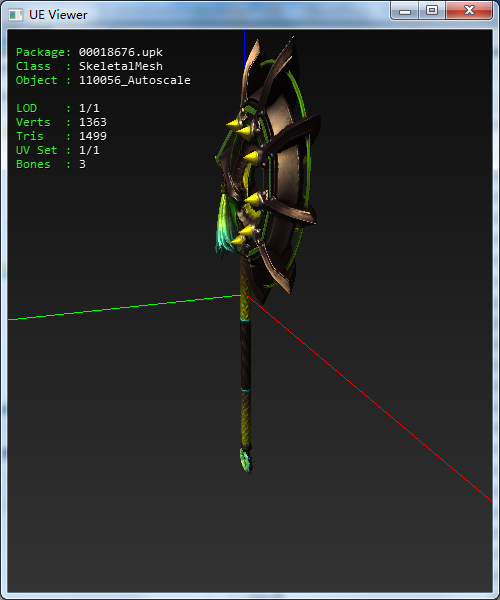 UE Viewer
Package: 00018676.upk
Class  : SkeletalMesh
Object : 110056_Autoscale
LOD    : 1/1
Verts  : 1363
Tris   : 1499
UV Set : 1/1
Bones  : 3